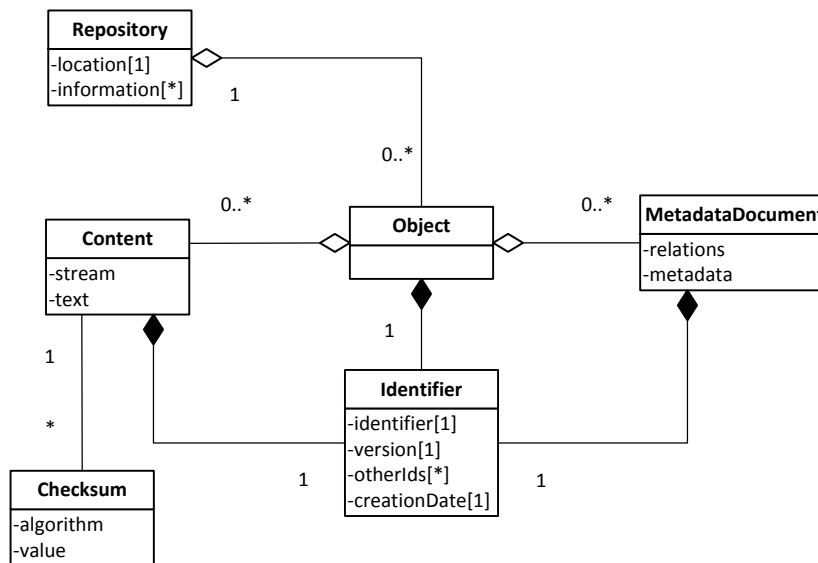 Repository
-location[1]
-information[*]
1
0..*
0..*
0..*
Content
-stream
-text
Object
MetadataDocument
-relations
-metadata
1
1
Identifier
-identifier[1]
-version[1]
-otherIds[*]
-creationDate[1]
*
1
1
Checksum
-algorithm
-value